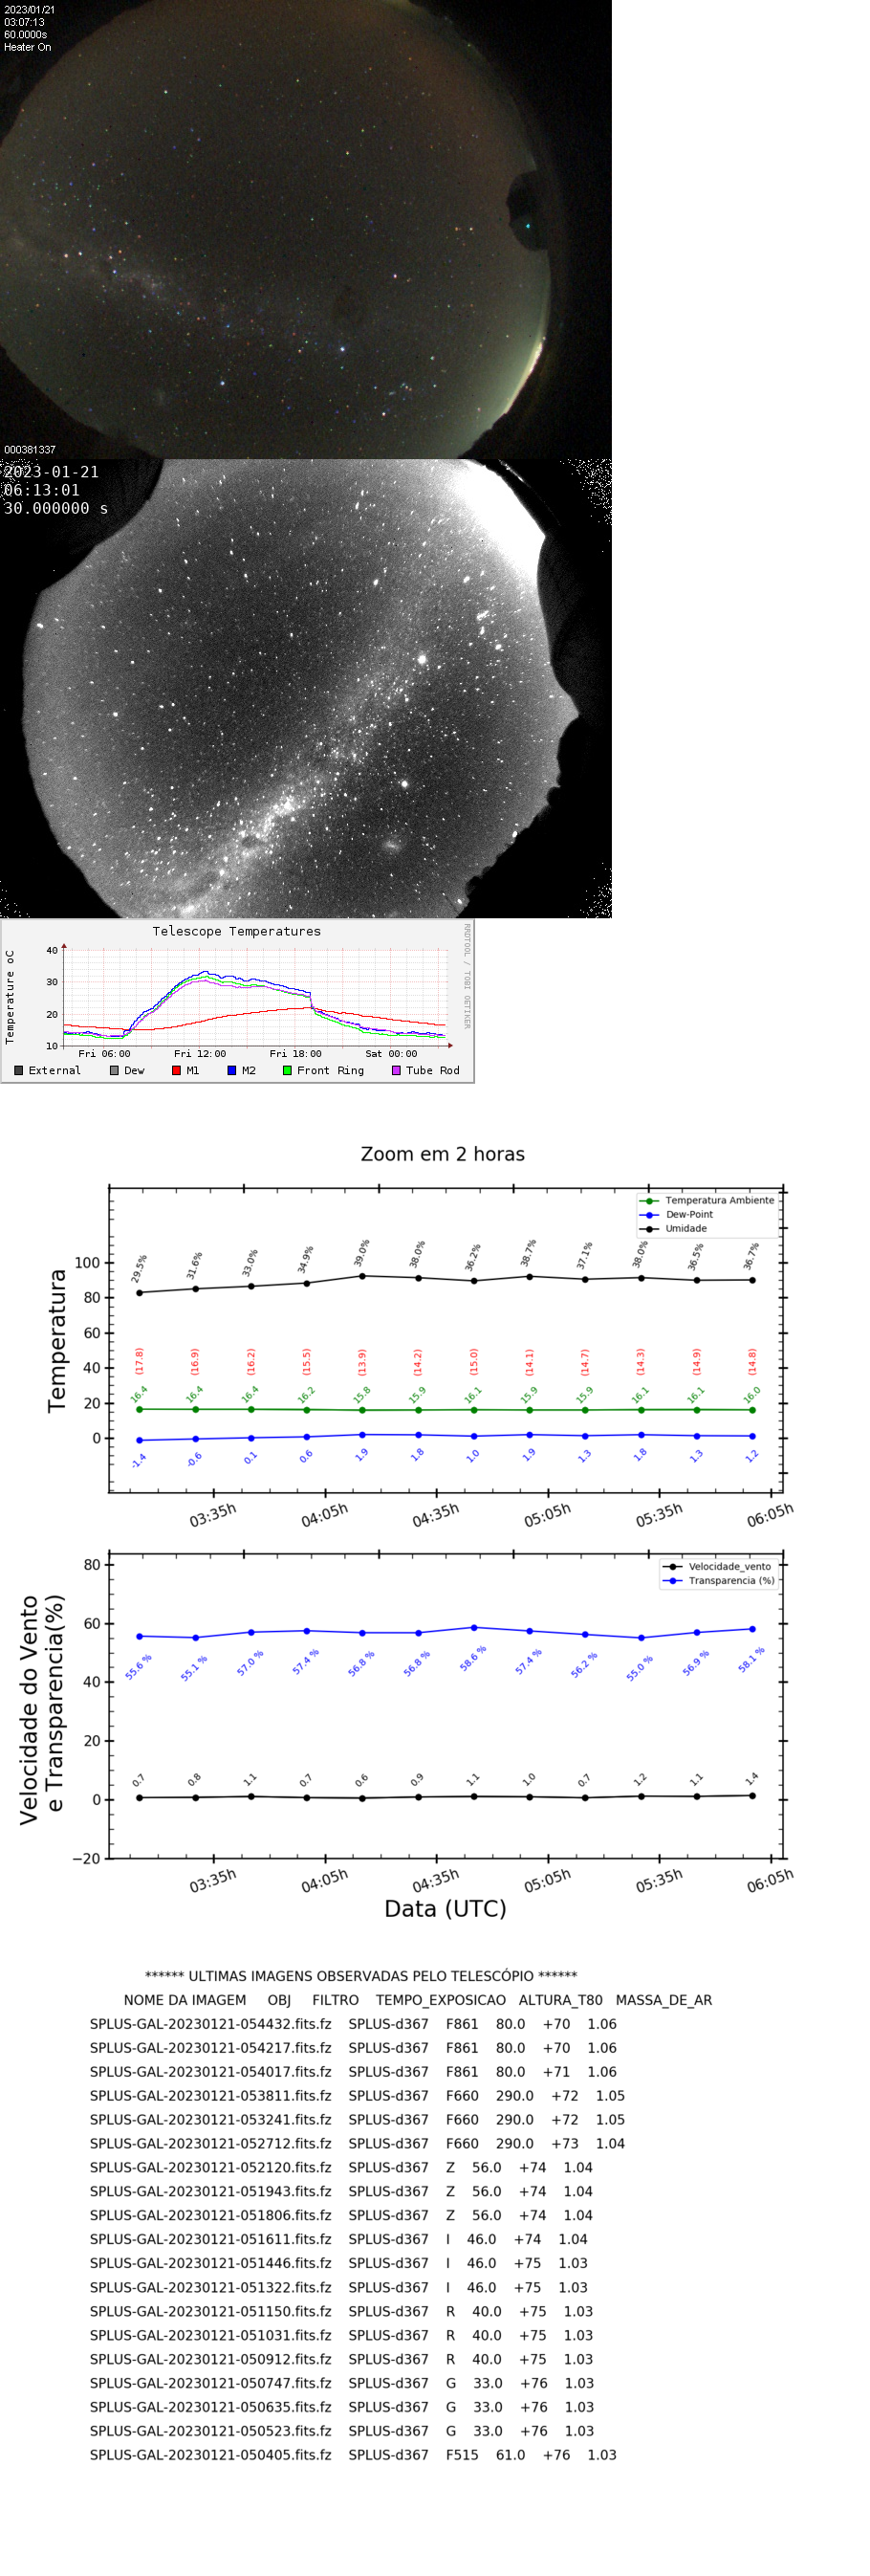 2023/01/21
03:07:13
60.0000s
Heater On
000381337
2023-01-21
06:13:01
30.000000 s
Telescope Temperatures
RRDTOOL / TOBI OETIKER
Temperature oC
40
30
20
10
Fri 06:00 Fri 12:00 Fri 18:00 Sat 00:00
External Dew M1 M2 Front Ring Tube Rod
Zoom em 2 horas
Temperatura Ambiente
Dew-Point
Umidade
Temperatura
100
80
60
40
20
0
29.5% 31.6% 33.0% 34.9% 39.0% 38.0% 36.2% 38.7% 37.1% 38.0% 36.5% 36.7%
(17.8) (16.9) (16.2) (15.5) (13.9) (14.2) (15.0) (14.1) (14.7) (14.3) (14.9) (14.8)
16.4 16.4 16.4 16.2 15.8 15.9 16.1 15.9 15.9 16.1 16.1 16.0
-1.4 -0.6 0.1 0.6 1.9 1.8 1.0 1.9 1.3 1.8 1.3 1.2
03:35h 04:05h 04:35h 05:05h 05:35h 06:05h
Velocidade_vento
Transparencia (%)
Velocidade do Vento
e Transparencia(%)
80
60
40
20
0
−20
55.6 % 55.1 % 57.0 % 57.4 % 56.8 % 56.8 % 58.6 % 57.4 % 56.2 % 55.0 % 56.9 % 58.1 %
0.7 0.8 1.1 0.7 0.6 0.9 1.1 1.0 0.7 1.2 1.1 1.4
03:35h 04:05h 04:35h 05:05h 05:35h 06:05h
Data (UTC)
****** ULTIMAS IMAGENS OBSERVADAS PELO TELESCÓPIO ******
NOME DA IMAGEM OBJ FILTRO TEMPO_EXPOSICAO ALTURA_T80 MASSA_DE_AR
SPLUS-GAL-20230121-054432.fits.fz SPLUS-d367 F861 80.0 +70 1.06
SPLUS-GAL-20230121-054217.fits.fz SPLUS-d367 F861 80.0 +70 1.06
SPLUS-GAL-20230121-054017.fits.fz SPLUS-d367 F861 80.0 +71 1.06
SPLUS-GAL-20230121-053811.fits.fz SPLUS-d367 F660 290.0 +72 1.05
SPLUS-GAL-20230121-053241.fits.fz SPLUS-d367 F660 290.0 +72 1.05
SPLUS-GAL-20230121-052712.fits.fz SPLUS-d367 F660 290.0 +73 1.04
SPLUS-GAL-20230121-052120.fits.fz SPLUS-d367 Z 56.0 +74 1.04
SPLUS-GAL-20230121-051943.fits.fz SPLUS-d367 Z 56.0 +74 1.04
SPLUS-GAL-20230121-051806.fits.fz SPLUS-d367 Z 56.0 +74 1.04
SPLUS-GAL-20230121-051611.fits.fz SPLUS-d367 I 46.0 +74 1.04
SPLUS-GAL-20230121-051446.fits.fz SPLUS-d367 I 46.0 +75 1.03
SPLUS-GAL-20230121-051322.fits.fz SPLUS-d367 I 46.0 +75 1.03
SPLUS-GAL-20230121-051150.fits.fz SPLUS-d367 R 40.0 +75 1.03
SPLUS-GAL-20230121-051031.fits.fz SPLUS-d367 R 40.0 +75 1.03
SPLUS-GAL-20230121-050912.fits.fz SPLUS-d367 R 40.0 +75 1.03
SPLUS-GAL-20230121-050747.fits.fz SPLUS-d367 G 33.0 +76 1.03
SPLUS-GAL-20230121-050635.fits.fz SPLUS-d367 G 33.0 +76 1.03
SPLUS-GAL-20230121-050523.fits.fz SPLUS-d367 G 33.0 +76 1.03
SPLUS-GAL-20230121-050405.fits.fz SPLUS-d367 F515 61.0 +76 1.03